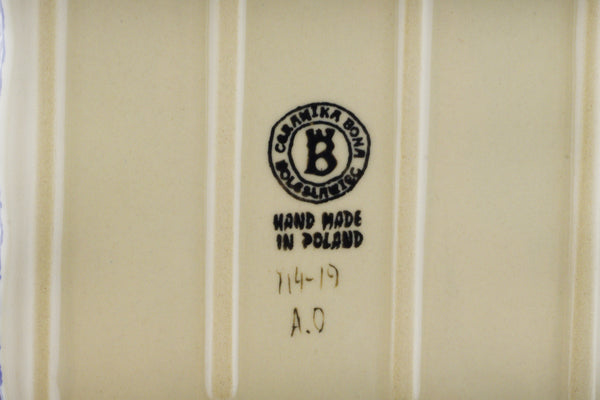 CERAMIKA BONA
BOLESŁAWIEC
B
HAND MADE
IN POLAND
114-19
A.O